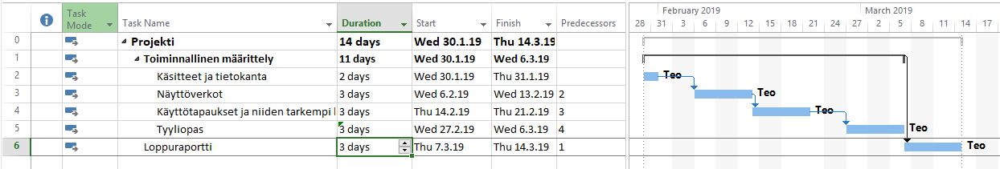 Task Mode Task Name Duration Start Finish Predecessors
February 2019 March 2019
28 31 3 6 9 12 15 18 21 24 27 2 5 8 11 14 17
0 Projekti 14 days Wed 30.1.19 Thu 14.3.19
1 Toiminnallinen määrittely 11 days Wed 30.1.19 Wed 6.3.19
2 Käsitteet ja tietokanta 2 days Wed 30.1.19 Thu 31.1.19 Teo
3 Näyttöverkot 3 days Wed 6.2.19 Wed 13.2.19 2 Teo
4 Käyttötapaukset ja niiden tarkempi 3 days Thu 14.2.19 Thu 21.2.19 3 Teo
5 Tyyliopas 3 days Wed 27.2.19 Wed 6.3.19 4 Teo
6 Loppuraportti 3 days Thu 7.3.19 Thu 14.3.19 1 Teo